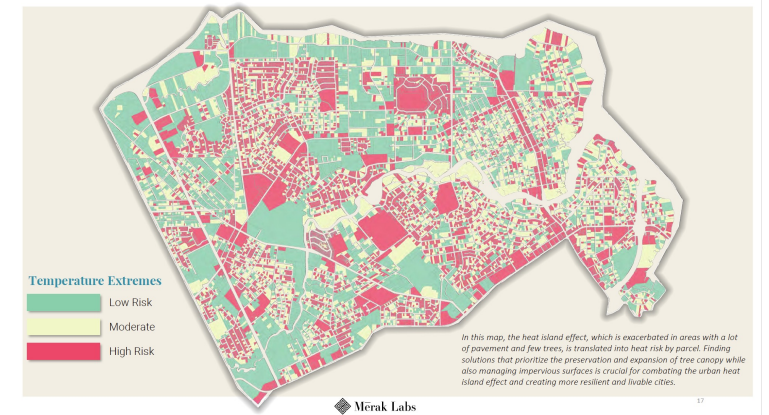 Temperature Extremes
Low Risk
Moderate
High Risk
In this map, the heat island effect, which is exacerbated in areas with a lot
of pavement and few trees, is translated into heat risk by parcel. Finding
solutions that prioritize the preservation and expansion of tree canopy while
also managing impervious surfaces is crucial for combating the urban heat
island effect and creating more resilient and livable cities.
Mērak Labs
17